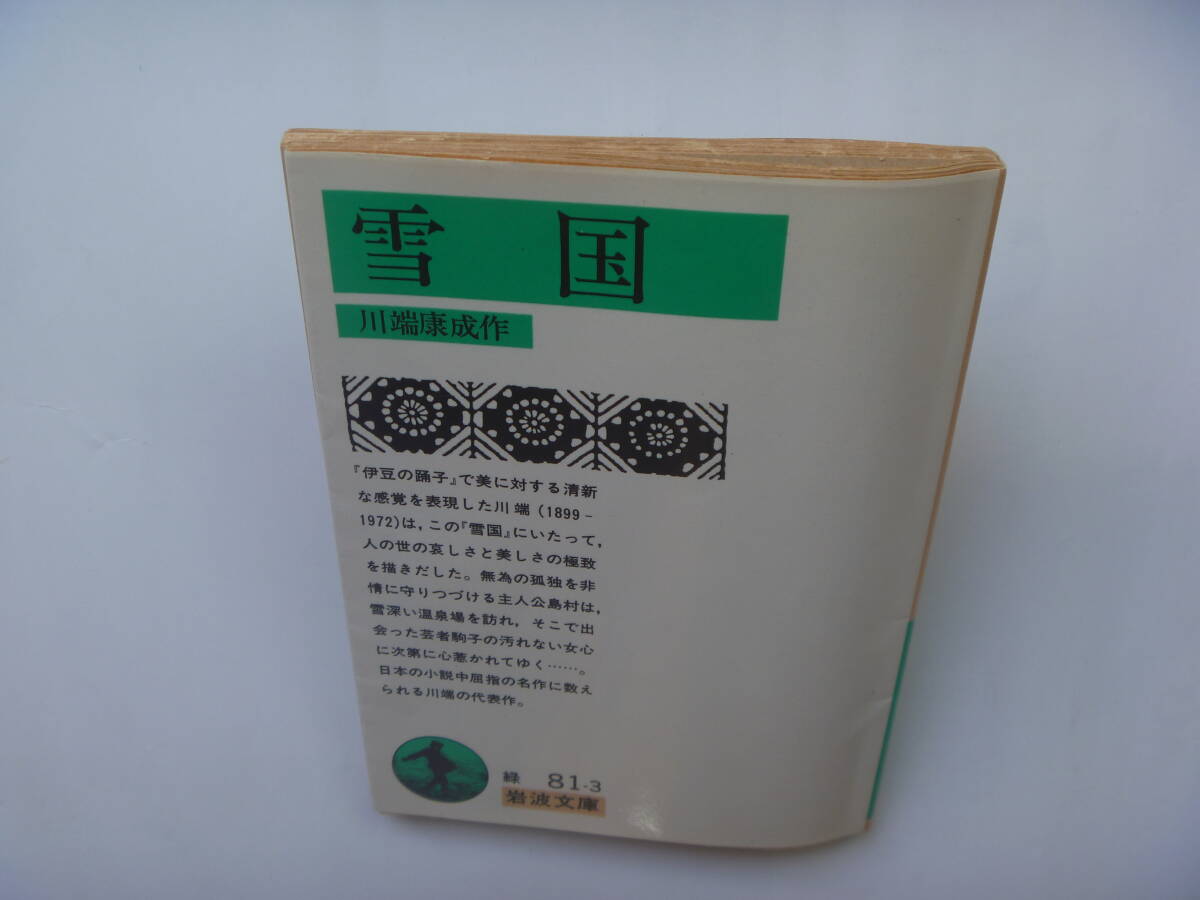 雪国
川端康成作
『伊豆の踊子』で美に対する清新
な感覚を表現した川端(1899-
1972)は,この『雪国』にいたって,
人の世の哀しさと美しさの極致
を描きだした。無為の孤独を非
情に守りつづける主人公島村は,
雪深い温泉場を訪れ,そこで出
会った芸者駒子の汚れない女心
に次第に心惹かれてゆく……。
日本の小説中屈指の名作に数え
られる川端の代表作。
緑 81-3
岩波文庫